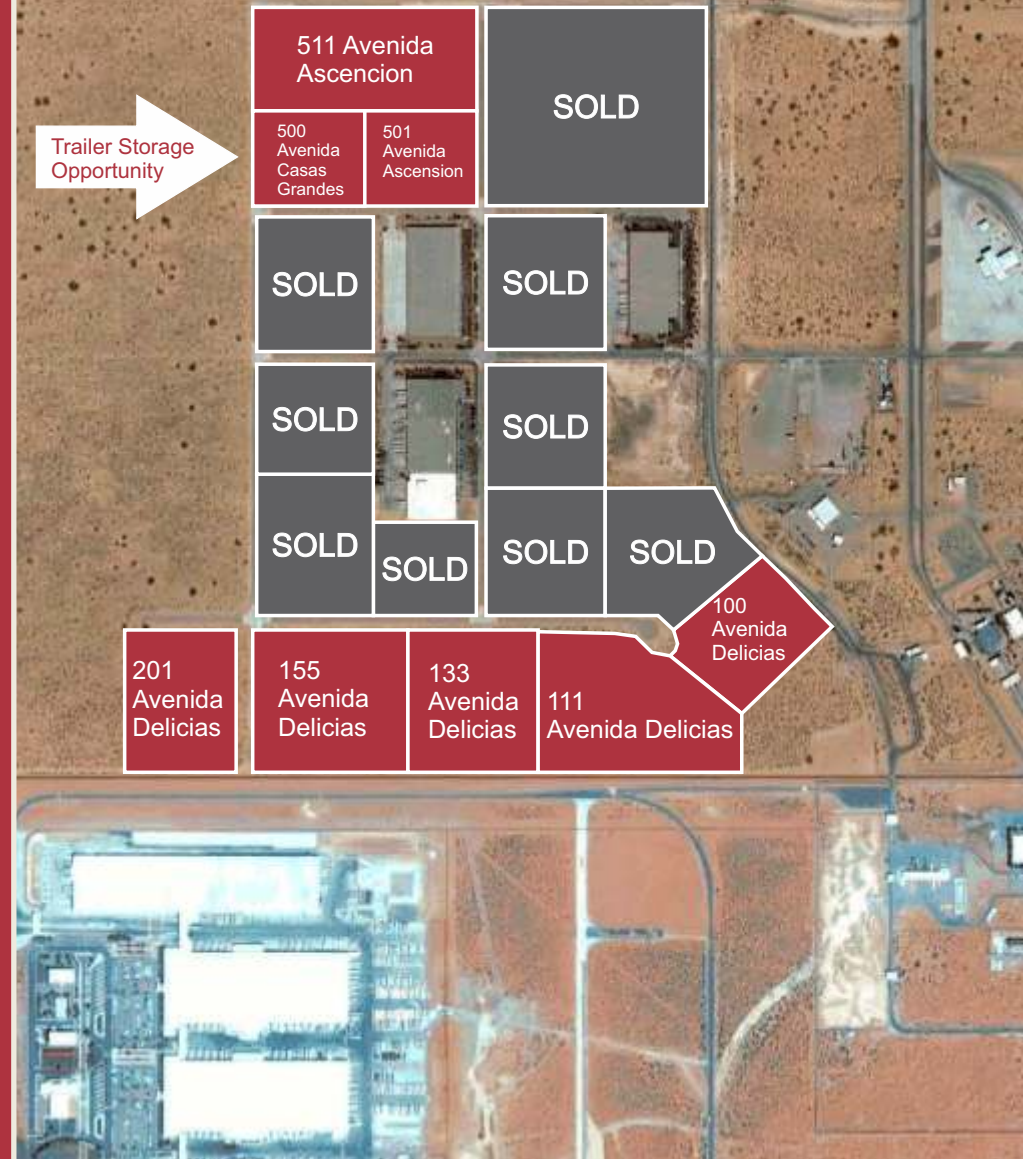 511 Avenida
Ascencion
SOLD
Trailer Storage
Opportunity
500
Avenida
Casas
Grandes
501
Avenida
Ascension
SOLD
SOLD
SOLD
SOLD
SOLD
SOLD
SOLD
SOLD
100
Avenida
Delicias
201
Avenida
Delicias
155
Avenida
Delicias
133
Avenida
Delicias
111
Avenida Delicias